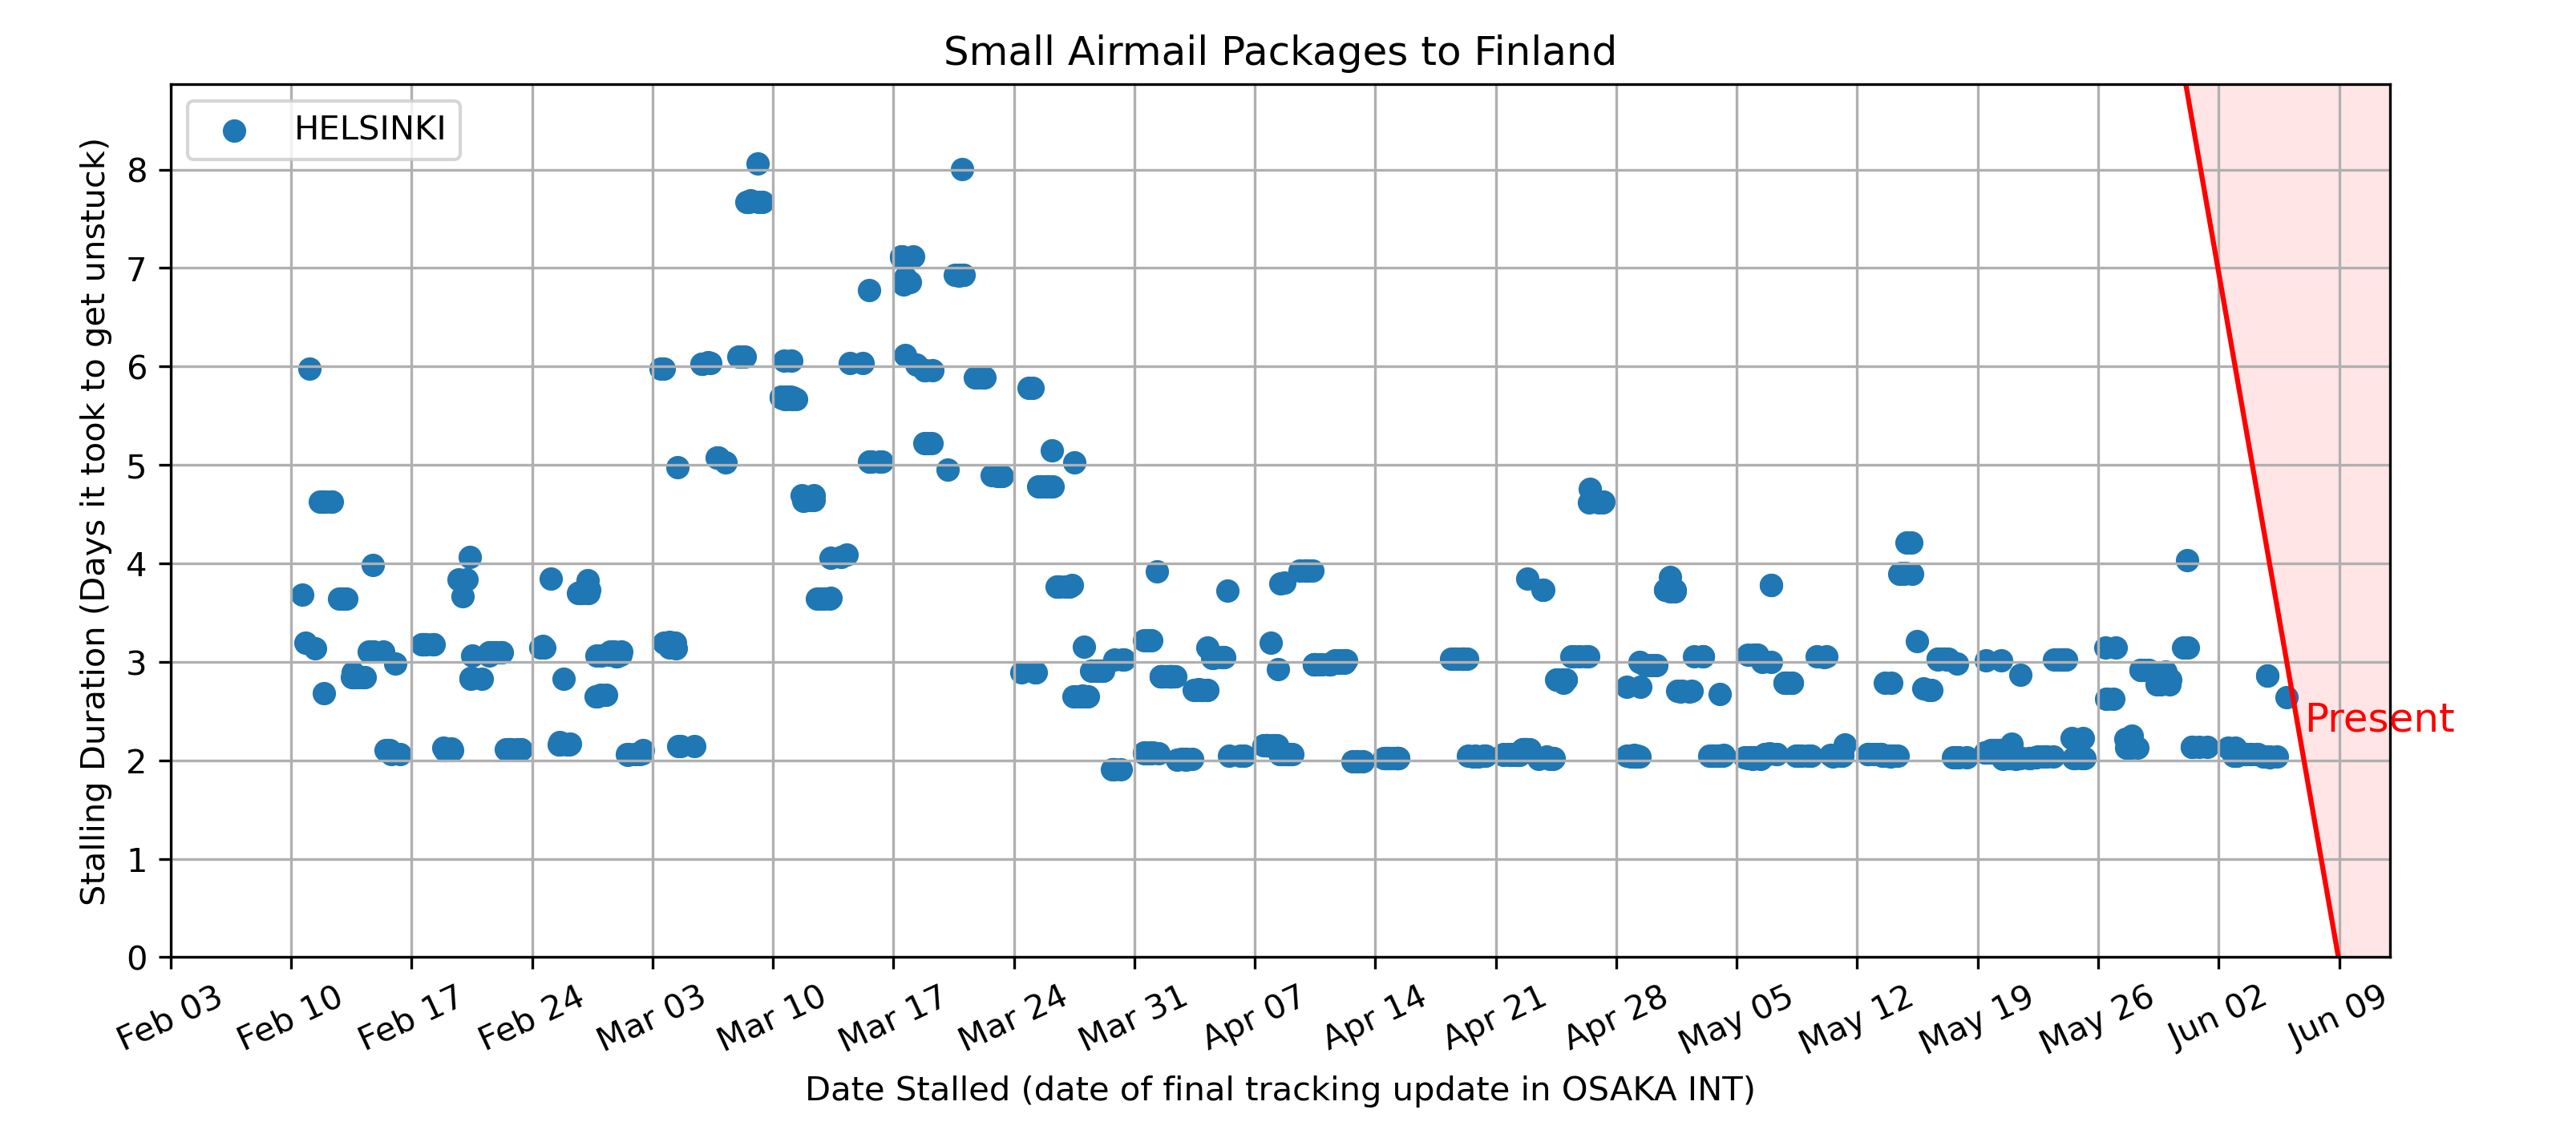 Small Airmail Packages to Finland
HELSINKI
Stalling Duration (Days it took to get unstuck)
8
7
6
5
4
3
2
1
0
Present
Feb 03
Feb 10
Feb 17
Feb 24
Mar 03
Mar 10
Mar 17
Mar 24
Mar 31
Apr 07
Apr 14
Apr 21
Apr 28
May 05
May 12
May 19
May 26
Jun 02
Jun 09
Date Stalled (date of final tracking update in OSAKA INT)